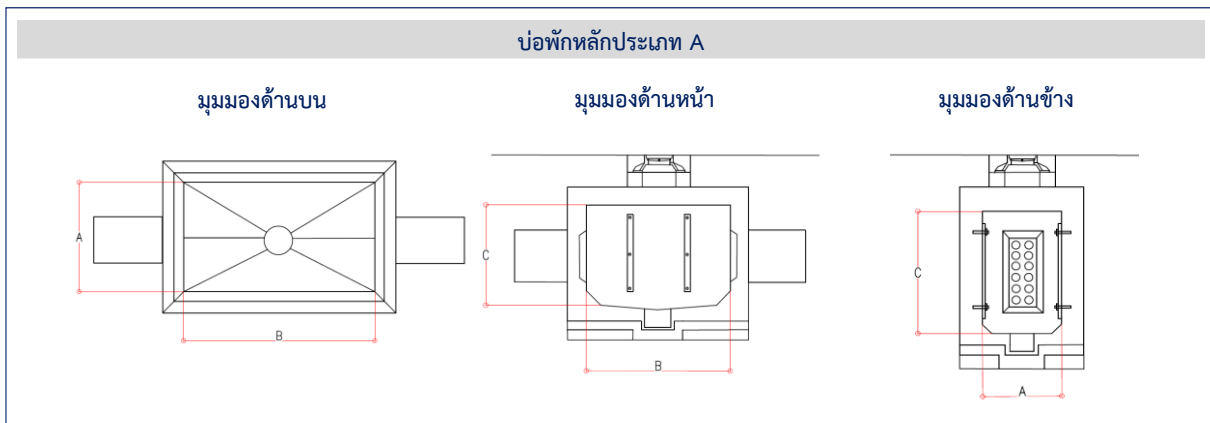 บ่อพักหลักประเภท A
มุมมองด้านบน
มุมมองด้านหน้า
มุมมองด้านข้าง
A
B
C
B
C
A